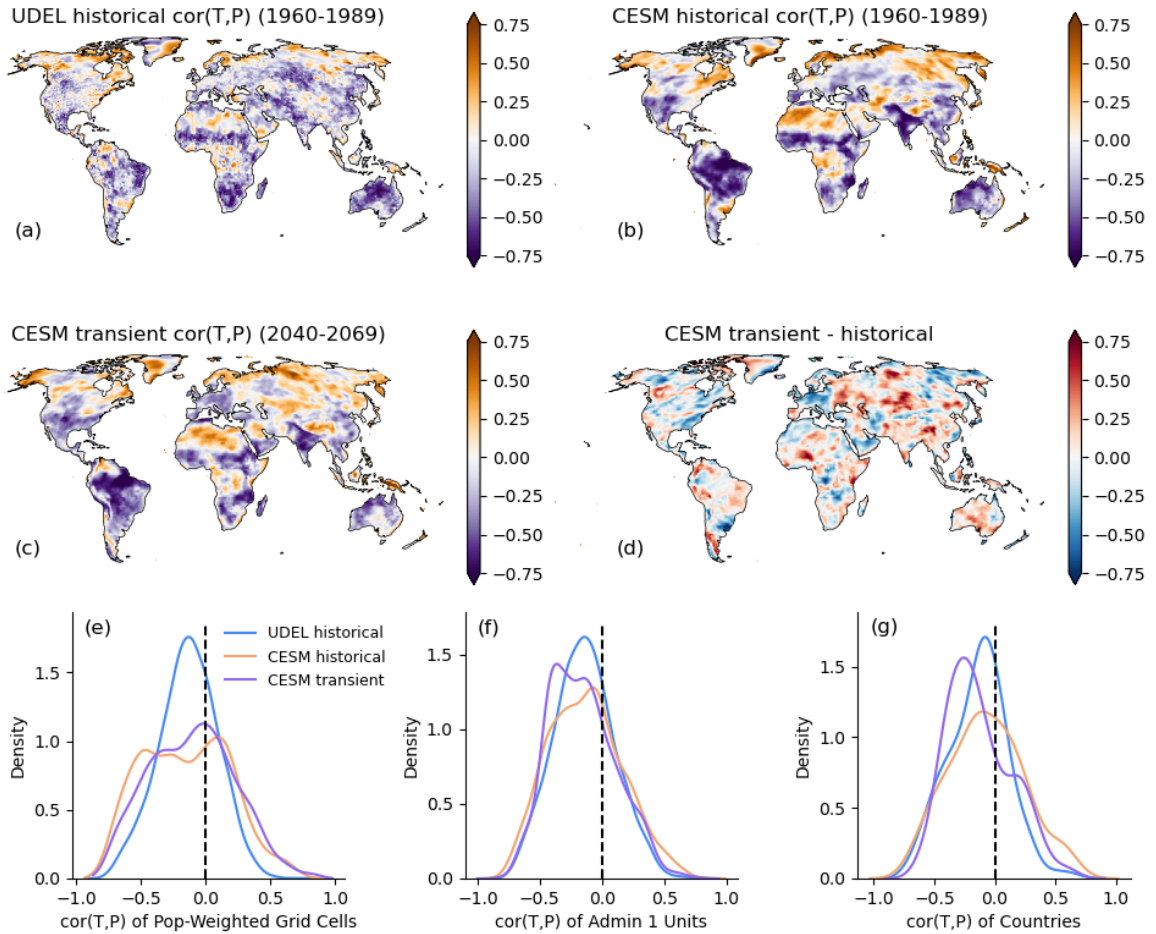 UDEL historical cor(T,P) (1960-1989)
0.75
0.50
0.25
0.00
−0.25
−0.50
−0.75
(a)
CESM historical cor(T,P) (1960-1989)
0.75
0.50
0.25
0.00
−0.25
−0.50
−0.75
(b)
CESM transient cor(T,P) (2040-2069)
0.75
0.50
0.25
0.00
−0.25
−0.50
−0.75
(c)
CESM transient - historical
0.75
0.50
0.25
0.00
−0.25
−0.50
−0.75
(d)
(e)
UDEL historical
CESM historical
CESM transient
Density
1.5
1.0
0.5
0.0
−1.0 −0.5 0.0 0.5 1.0
cor(T,P) of Pop-Weighted Grid Cells
(f)
Density
1.5
1.0
0.5
0.0
−1.0 −0.5 0.0 0.5 1.0
cor(T,P) of Admin 1 Units
(g)
Density
1.5
1.0
0.5
0.0
−1.0 −0.5 0.0 0.5 1.0
cor(T,P) of Countries